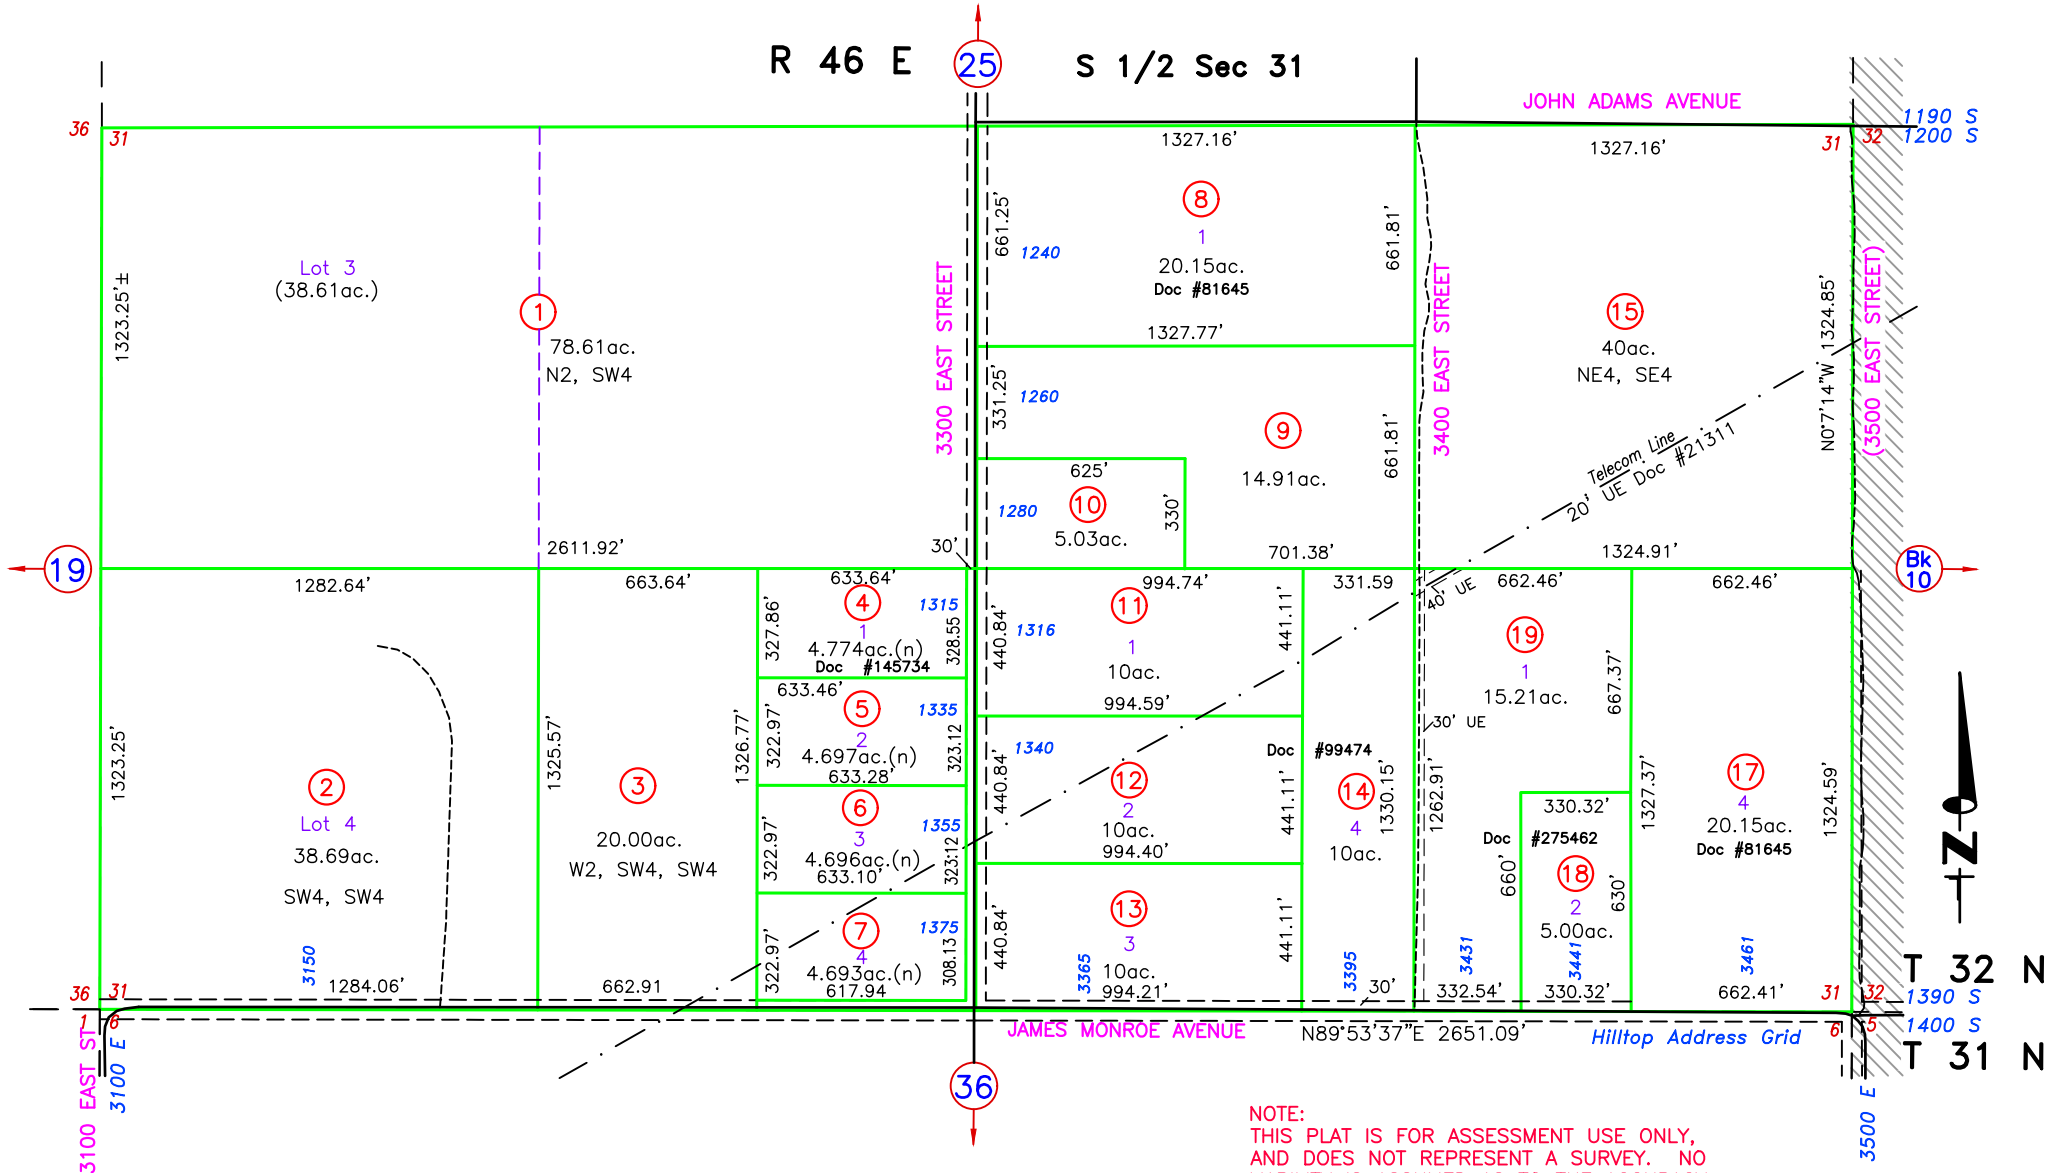 R 46 E
25
S 1/2 Sec 31
JOHN ADAMS AVENUE
1190 S
1200 S
36
31
31
32
1327.16'
1327.16'
8
1
20.15ac.
Doc #81645
1327.77'
661.25'
661.81'
1240
Lot 3
(38.61ac.)
1323.25'±
1
78.61ac.
N2, SW4
3300 EAST STREET
3400 EAST STREET
(3500 EAST STREET)
15
40ac.
NE4, SE4
N0°7'14"W 1324.85'
331.25'
1260
9
14.91ac.
661.81'
625'
10
5.03ac.
330'
1280
Telecom Line
20' UE Doc #21311
19
2611.92'
30'
701.38'
1324.91'
Bk
10
1282.64'
663.64'
633.64'
994.74'
331.59
40' UE
662.46'
662.46'
4
1
4.774ac.(n)
Doc #145734
1315
327.86'
328.55
633.46'
5
2
4.697ac.(n)
1335
322.97'
323.12
633.28'
6
3
4.696ac.(n)
1355
322.97'
323.12
633.10'
7
4
4.693ac.(n)
1375
322.97'
308.13
617.94
11
1
10ac.
1316
440.84'
441.11'
994.59'
12
2
10ac.
1340
440.84'
441.11'
994.40'
13
3
10ac.
3365
440.84'
441.11'
994.21'
Doc #99474
14
4
10ac.
1330.15'
3395
30'
19
1
15.21ac.
30' UE
1262.91'
667.37'
3431
332.54'
330.32'
Doc #275462
18
2
5.00ac.
660'
630'
3441
330.32'
17
4
20.15ac.
Doc #81645
1327.37'
1324.59'
3461
662.41'
1323.25'
2
Lot 4
38.69ac.
SW4, SW4
3150
1284.06'
1325.57'
3
20.00ac.
W2, SW4, SW4
1326.77'
662.91
N
36
31
1
6
31
32
6
5
T 32 N
1390 S
1400 S
T 31 N
JAMES MONROE AVENUE
N89°53'37"E 2651.09'
Hilltop Address Grid
3100 EAST ST
3100 E
3500 E
36
NOTE:
THIS PLAT IS FOR ASSESSMENT USE ONLY,
AND DOES NOT REPRESENT A SURVEY. NO